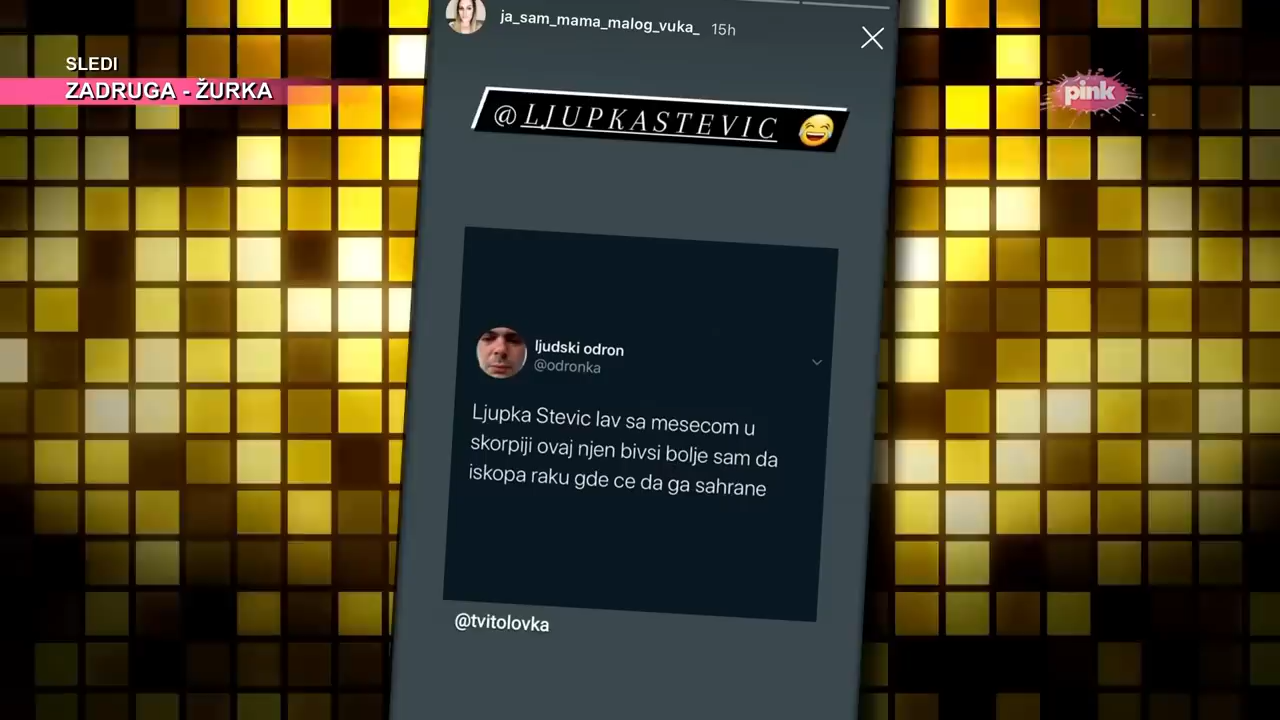 SLEDI
ZADRUGA - ŽURKA
ja_sam_mama_malog_vuka_ 15h
@LJUPKASTEVIC 😂
pink
ljudski odron
@odronka
Ljupka Stevic lav sa mesecom u
skorpiji ovaj njen bivsi bolje sam da
iskopa raku gde ce da ga sahrane
@tvitolovka